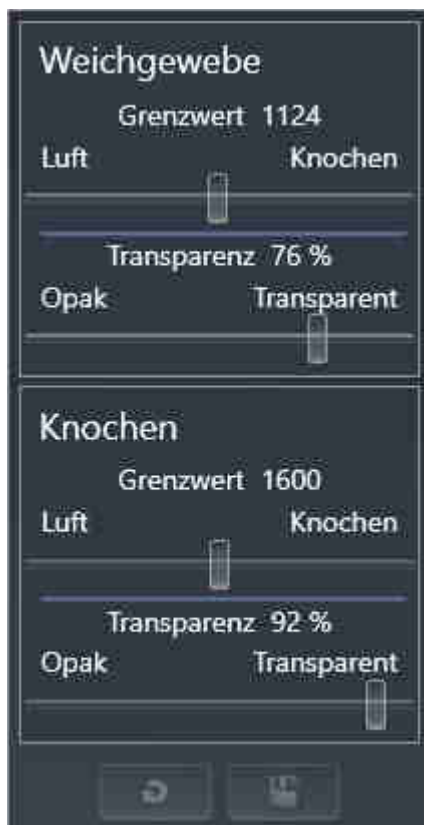 Weichgewebe
Grenzwert 1124
Luft Knochen
Transparenz 76 %
Opak Transparent
Knochen
Grenzwert 1600
Luft Knochen
Transparenz 92 %
Opak Transparent